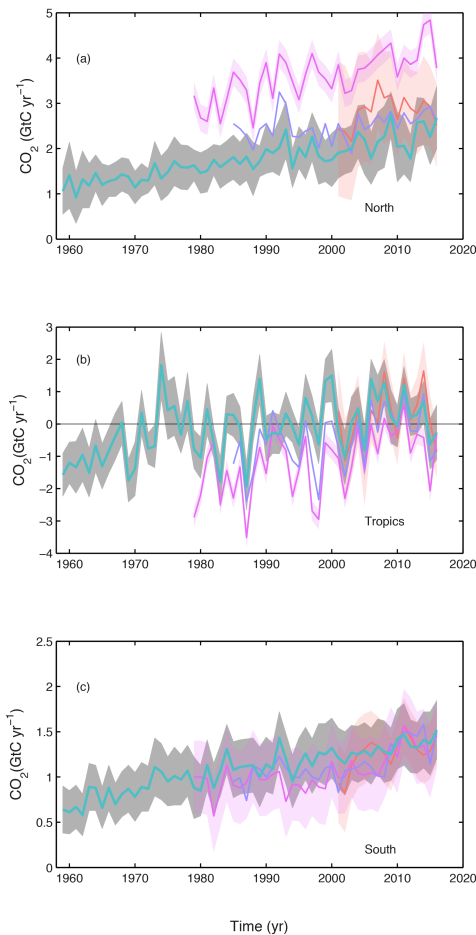 5
4
3
2
1
0
CO2 (GtC yr−1)
(a)
North
1960 1970 1980 1990 2000 2010 2020
3
2
1
0
−1
−2
−3
−4
CO2(GtC yr−1)
(b)
Tropics
1960 1970 1980 1990 2000 2010 2020
2.5
2
1.5
1
0.5
0
CO2(GtC yr−1)
(c)
South
1960 1970 1980 1990 2000 2010 2020
Time (yr)